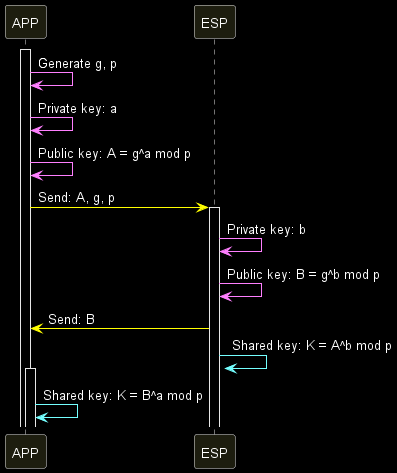 APP ESP
Generate g, p
Private key: a
Public key: A = g^a mod p
Send: A, g, p
Private key: b
Public key: B = g^b mod p
Send: B
Shared key: K = A^b mod p
Shared key: K = B^a mod p
APP ESP